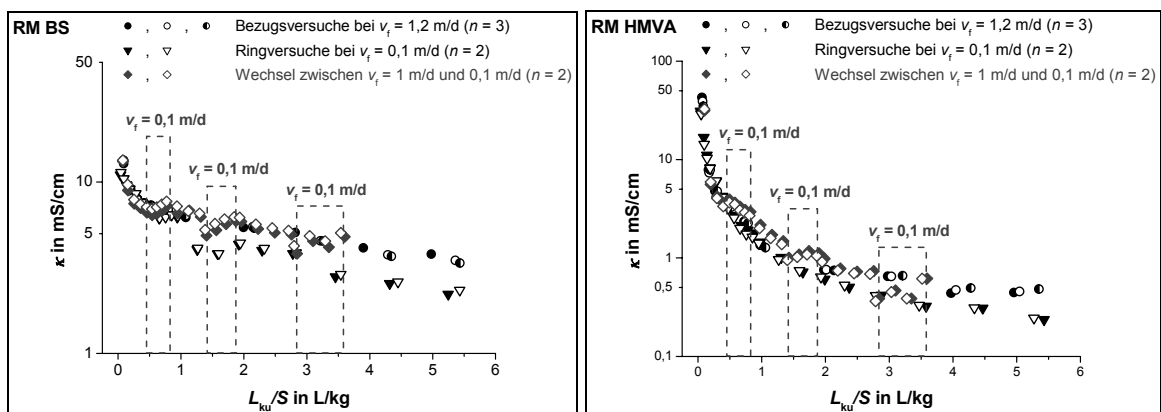 RM BS
● , ○ , ◐ Bezugsversuche bei v_f = 1,2 m/d (n = 3)
▼ , ▽ Ringversuche bei v_f = 0,1 m/d (n = 2)
◆ , ◇ Wechsel zwischen v_f = 1 m/d und 0,1 m/d (n = 2)
50
10
5
1
κ in mS/cm
v_f = 0,1 m/d
v_f = 0,1 m/d
v_f = 0,1 m/d
0 1 2 3 4 5 6
L_ku/S in L/kg
RM HMVA
● , ○ , ◐ Bezugsversuche bei v_f = 1,2 m/d (n = 3)
▼ , ▽ Ringversuche bei v_f = 0,1 m/d (n = 2)
◆ , ◇ Wechsel zwischen v_f = 1 m/d und 0,1 m/d (n = 2)
100
50
10
5
1
0,5
0,1
κ in mS/cm
v_f = 0,1 m/d
v_f = 0,1 m/d
v_f = 0,1 m/d
0 1 2 3 4 5 6
L_ku/S in L/kg